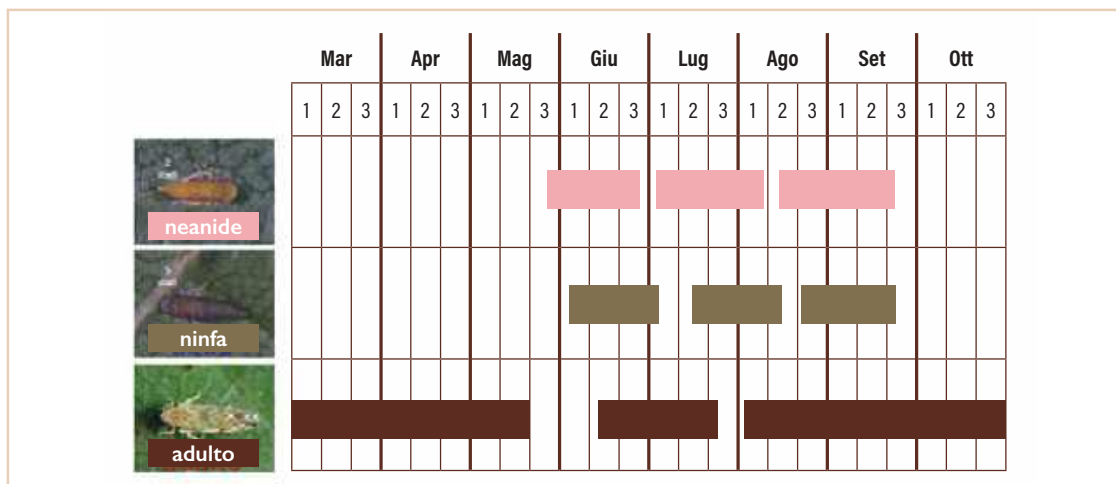 Mar Apr Mag Giu Lug Ago Set Ott
1 2 3 1 2 3 1 2 3 1 2 3 1 2 3 1 2 3 1 2 3 1 2 3
neanide
ninfa
adulto